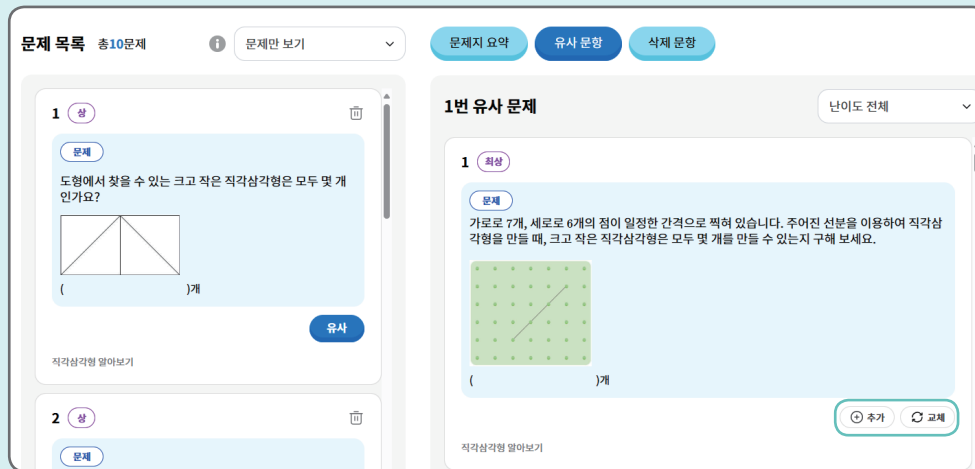 문제 목록 총10문제
문제만 보기
1 상
문제
도형에서 찾을 수 있는 크고 작은 직각삼각형은 모두 몇 개
인가요?
( )개
유사
직각삼각형 알아보기
2 상
문제
문제지 요약
유사 문항
삭제 문항
1번 유사 문제
난이도 전체
1 최상
문제
가로로 7개, 세로로 6개의 점이 일정한 간격으로 찍혀 있습니다. 주어진 선분을 이용하여 직각삼
각형을 만들 때, 크고 작은 직각삼각형은 모두 몇 개를 만들 수 있는지 구해 보세요.
( )개
추가
교체
직각삼각형 알아보기